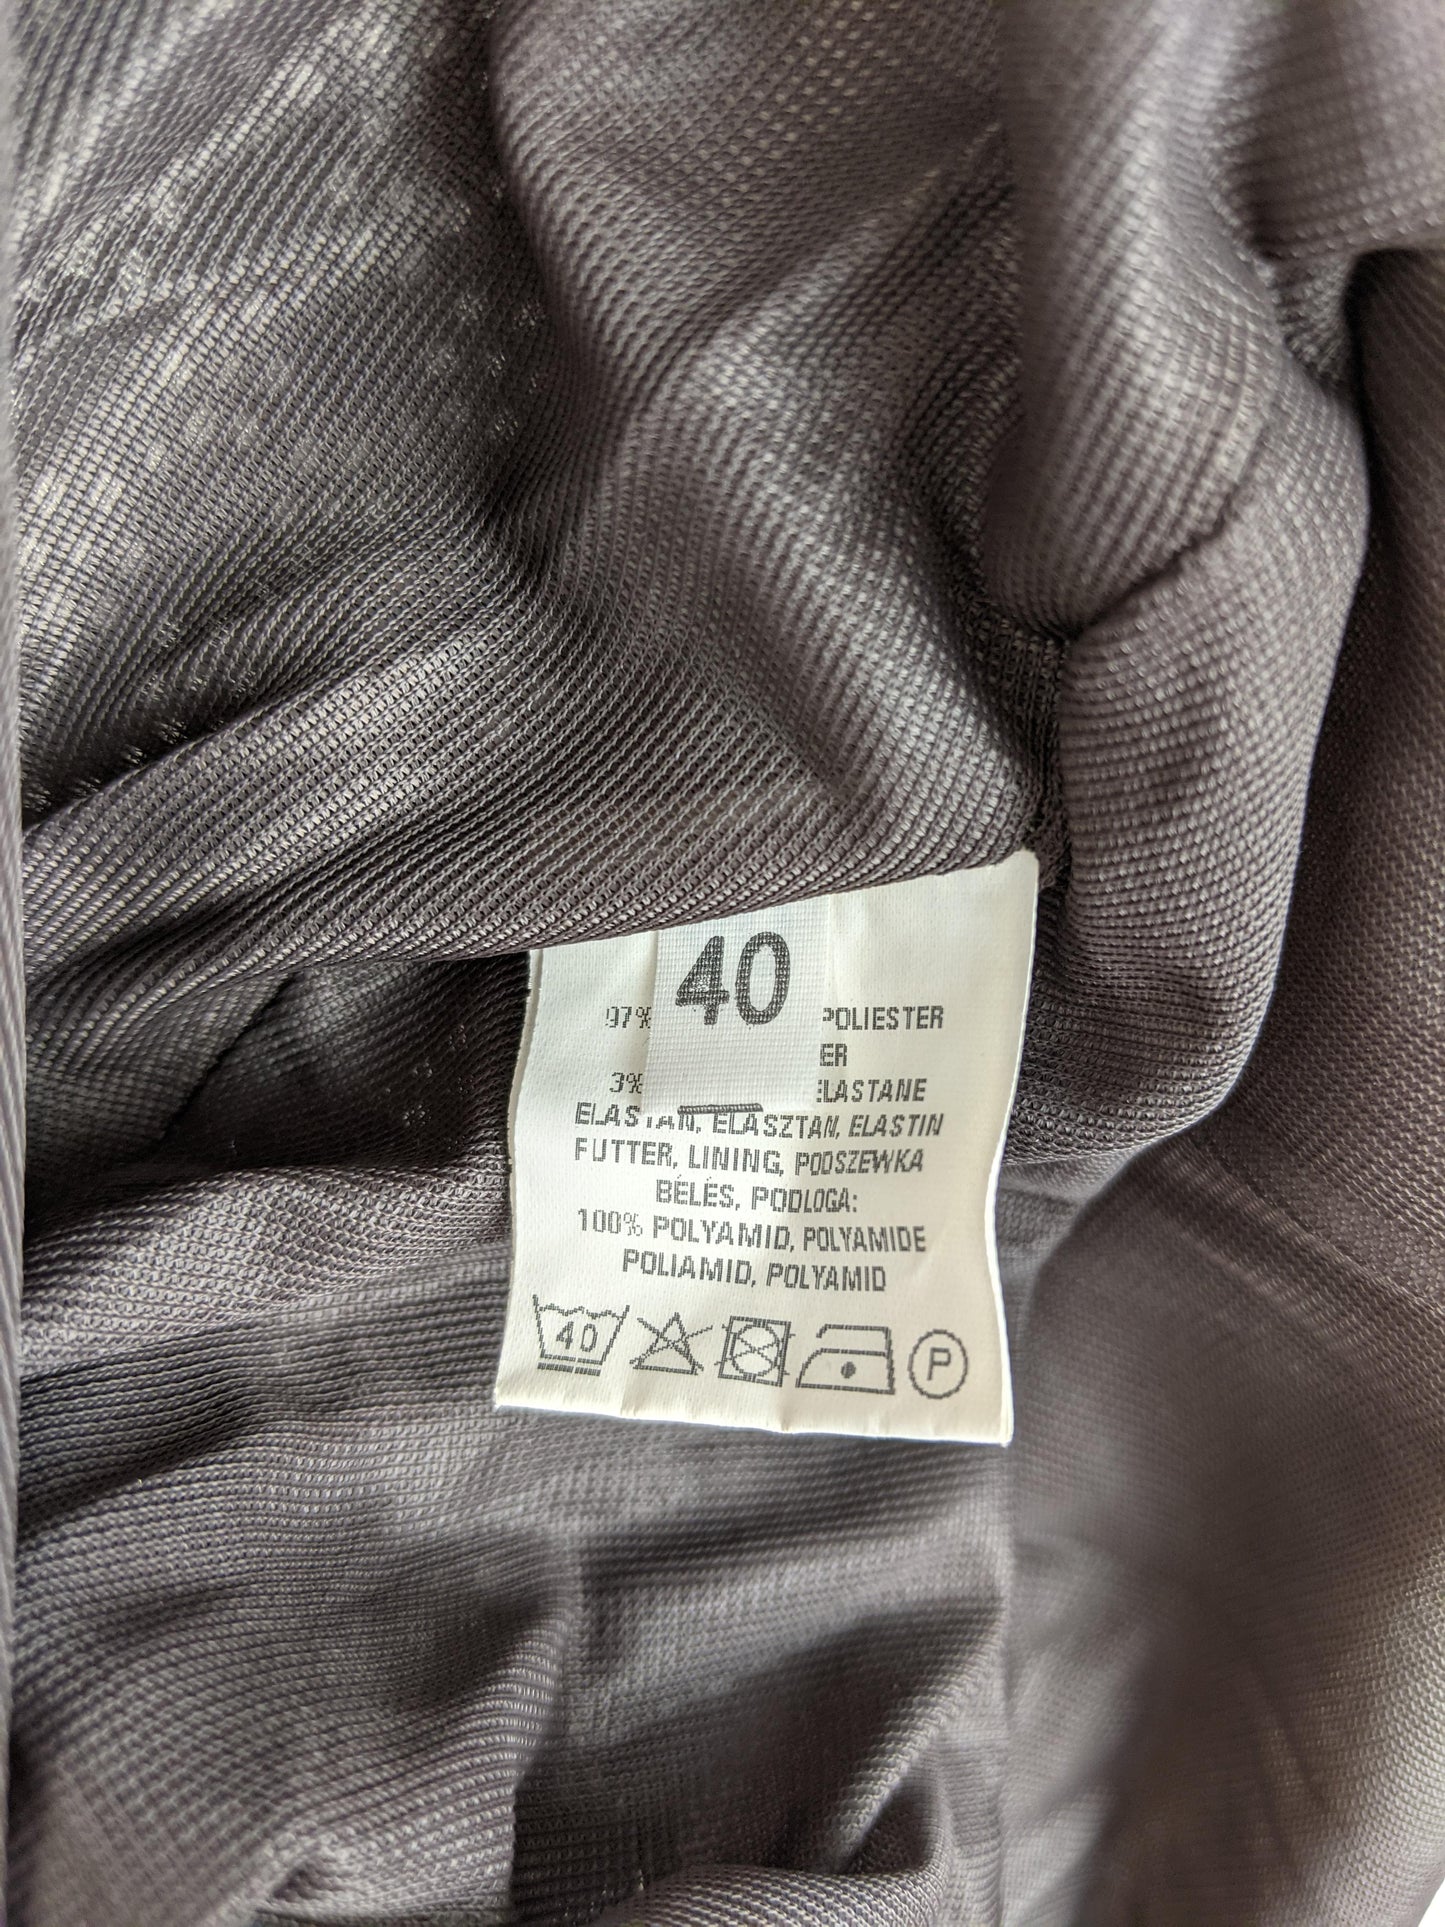 40
97% POLIESTER
ER
3% ELASTANE
ELASTAN, ELASZTAN, ELASTIN
FUTTER, LINING, PODSZEWKA
BÉLÉS, PODLOGA:
100% POLYAMID, POLYAMIDE
POLIAMID, POLYAMID
40 P